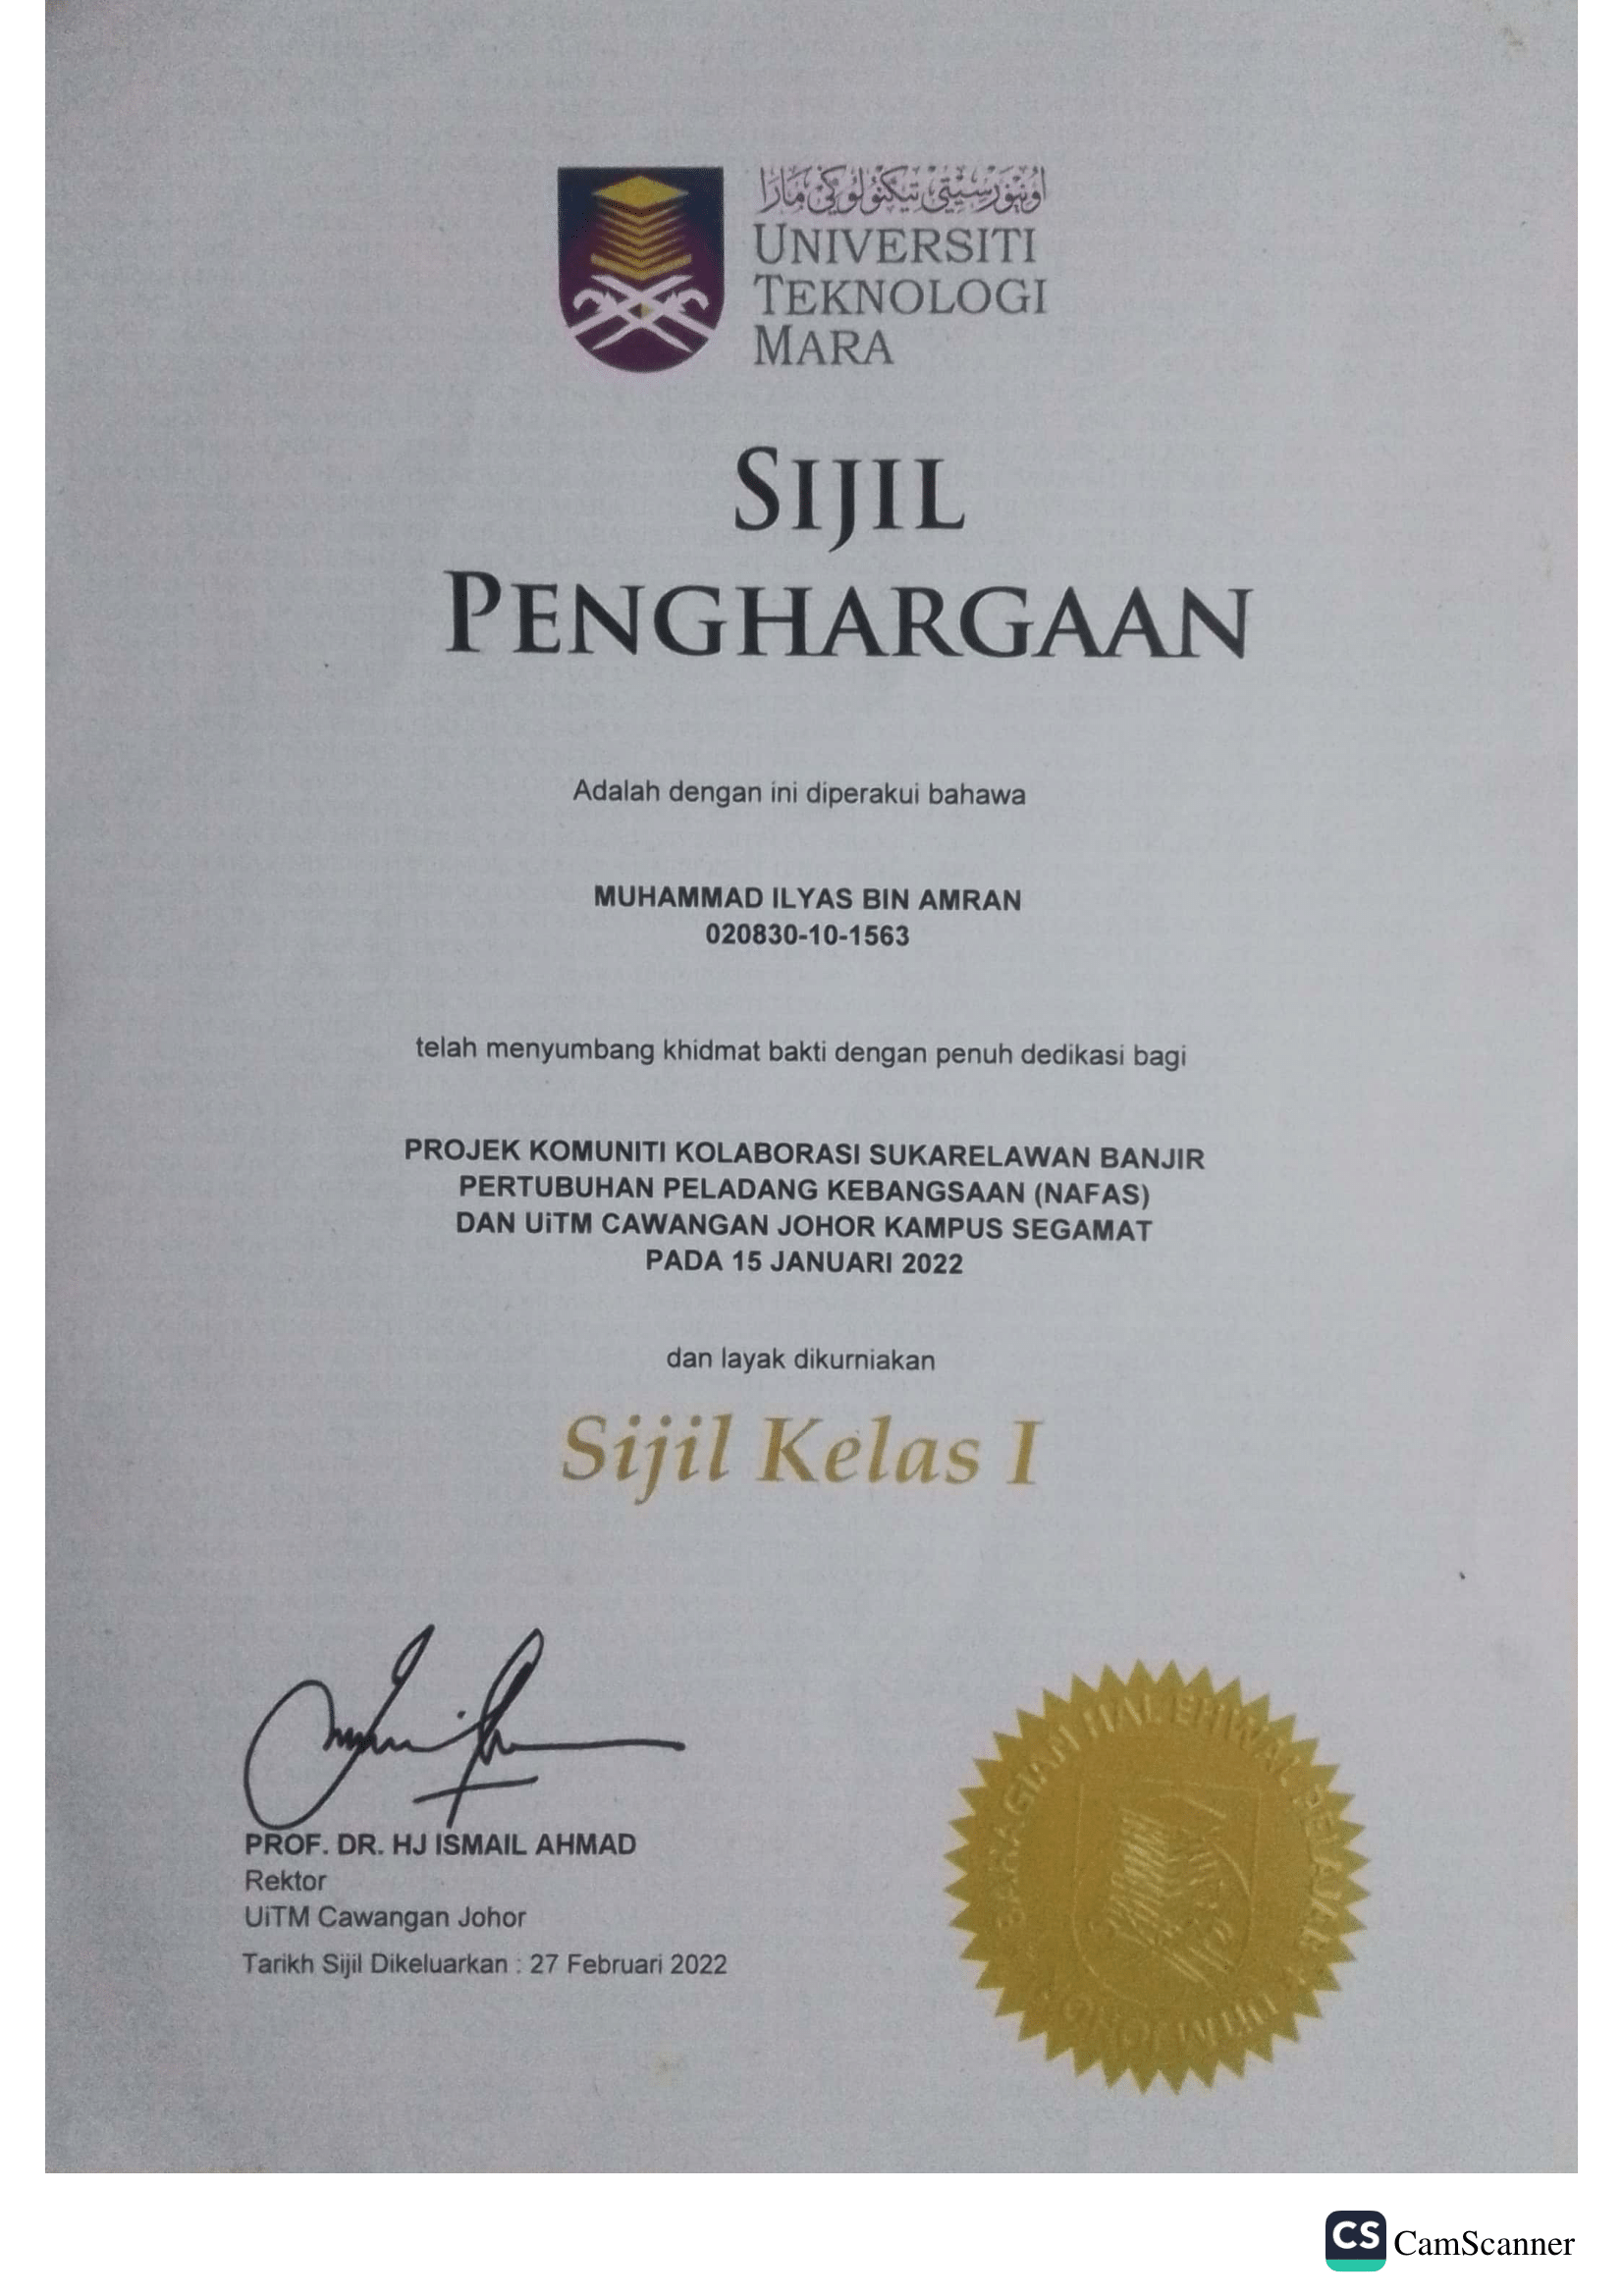 اونيۏرسيتي تيکنولوݢي مارا
UNIVERSITI
TEKNOLOGI
MARA
SIJIL
PENGHARGAAN
Adalah dengan ini diperakui bahawa
MUHAMMAD ILYAS BIN AMRAN
020830-10-1563
telah menyumbang khidmat bakti dengan penuh dedikasi bagi
PROJEK KOMUNITI KOLABORASI SUKARELAWAN BANJIR
PERTUBUHAN PELADANG KEBANGSAAN (NAFAS)
DAN UiTM CAWANGAN JOHOR KAMPUS SEGAMAT
PADA 15 JANUARI 2022
dan layak dikurniakan
Sijil Kelas I
PROF. DR. HJ ISMAIL AHMAD
Rektor
UiTM Cawangan Johor
Tarikh Sijil Dikeluarkan : 27 Februari 2022
BAHAGIAN HAL EHWAL PELAJAR
UITM JOHOR
CS CamScanner